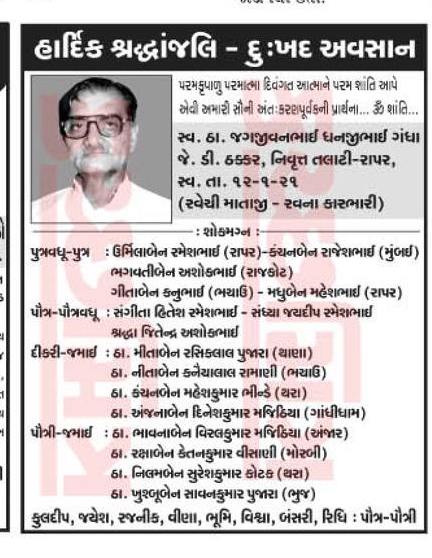 હાર્દિક શ્રદ્ધાંજલિ - દુઃખદ અવસાન
પરમકૃપાળુ પરમાત્મા દિવંગત આત્માને પરમ શાંતિ આપે
એવી અમારી સૌની અંતઃકરણપૂર્વકની પ્રાર્થના... ૐ શાંતિ...
સ્વ. ઠા. જગજીવનભાઈ ધનજીભાઈ ગંધા
જે. ડી. ઠક્કર, નિવૃત્ત તલાટી-રાપર,
સ્વ. તા. ૧૨-૧-૨૧
(રવેચી માતાજી - રવના કારભારી)
: શોકમગ્ન :
પુત્રવધૂ-પુત્ર : ઉર્મિલાબેન રમેશભાઈ (રાપર)-કંચનબેન રાજેશભાઈ (મુંબઈ)
ભગવતીબેન અશોકભાઈ (રાજકોટ)
ગીતાબેન કનુભાઈ (ભચાઉ) - મધુબેન મહેશભાઈ (રાપર)
પૌત્ર-પૌત્રવધૂ : સંગીતા હિતેશ રમેશભાઈ - સંધ્યા જયદીપ રમેશભાઈ
શ્રદ્ધા જિતેન્દ્ર અશોકભાઈ
દીકરી-જમાઈ : ઠા. મીતાબેન રસિકલાલ પુજારા (થાણા)
ઠા. નીતાબેન કનૈયાલાલ રામાણી (ભચાઉ)
ઠા. કંચનબેન મહેશકુમાર ભીન્ડે (થરા)
ઠા. અંજનાબેન દિનેશકુમાર મજિઠિયા (ગાંધીધામ)
પૌત્રી-જમાઈ : ઠા. ભાવનાબેન વિરલકુમાર મજિઠિયા (અંજાર)
ઠા. રક્ષાબેન કેતનકુમાર વીસાણી (મોરબી)
ઠા. નિલમબેન સુરેશકુમાર કોટક (થરા)
ઠા. ખુશ્બૂબેન સાવનકુમાર પુજારા (ભુજ)
કુલદીપ, જયેશ, રજનીક, વીણા, ભૂમિ, વિશ્વા, બંસરી, રિધિ : પૌત્ર-પૌત્રી